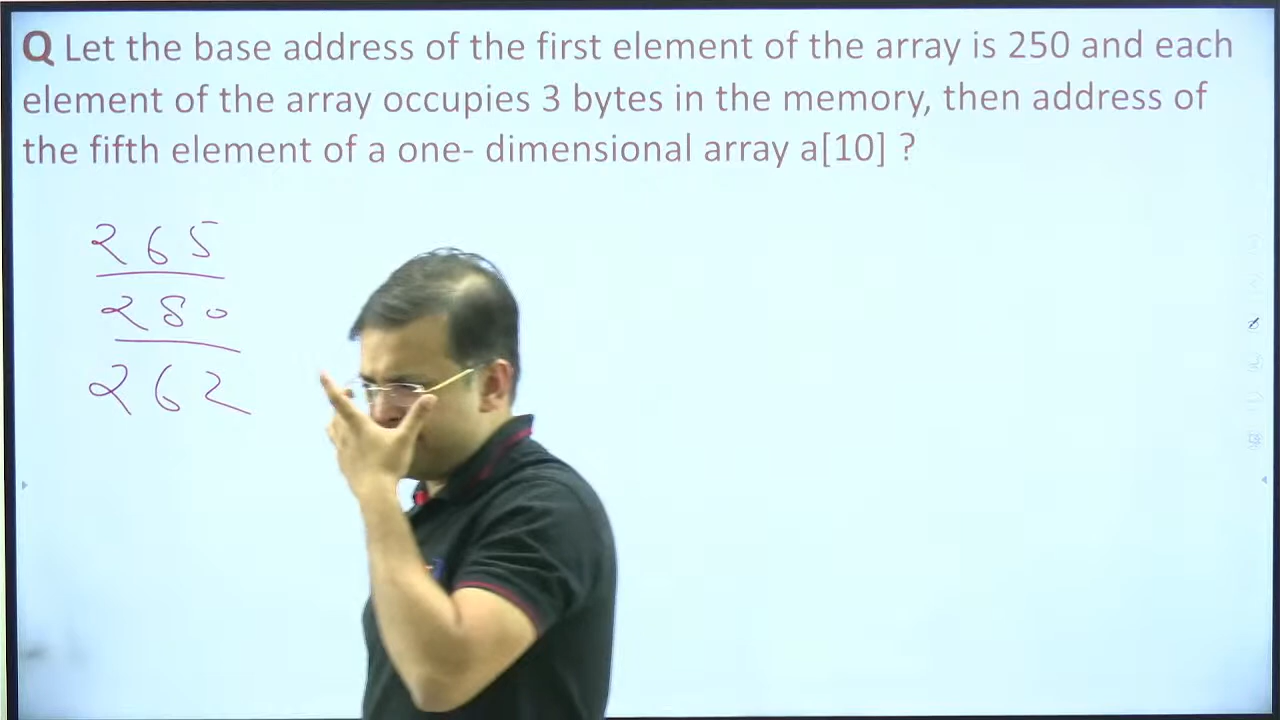 Q Let the base address of the first element of the array is 250 and each
element of the array occupies 3 bytes in the memory, then address of
the fifth element of a one- dimensional array a[10] ?
265
280
262